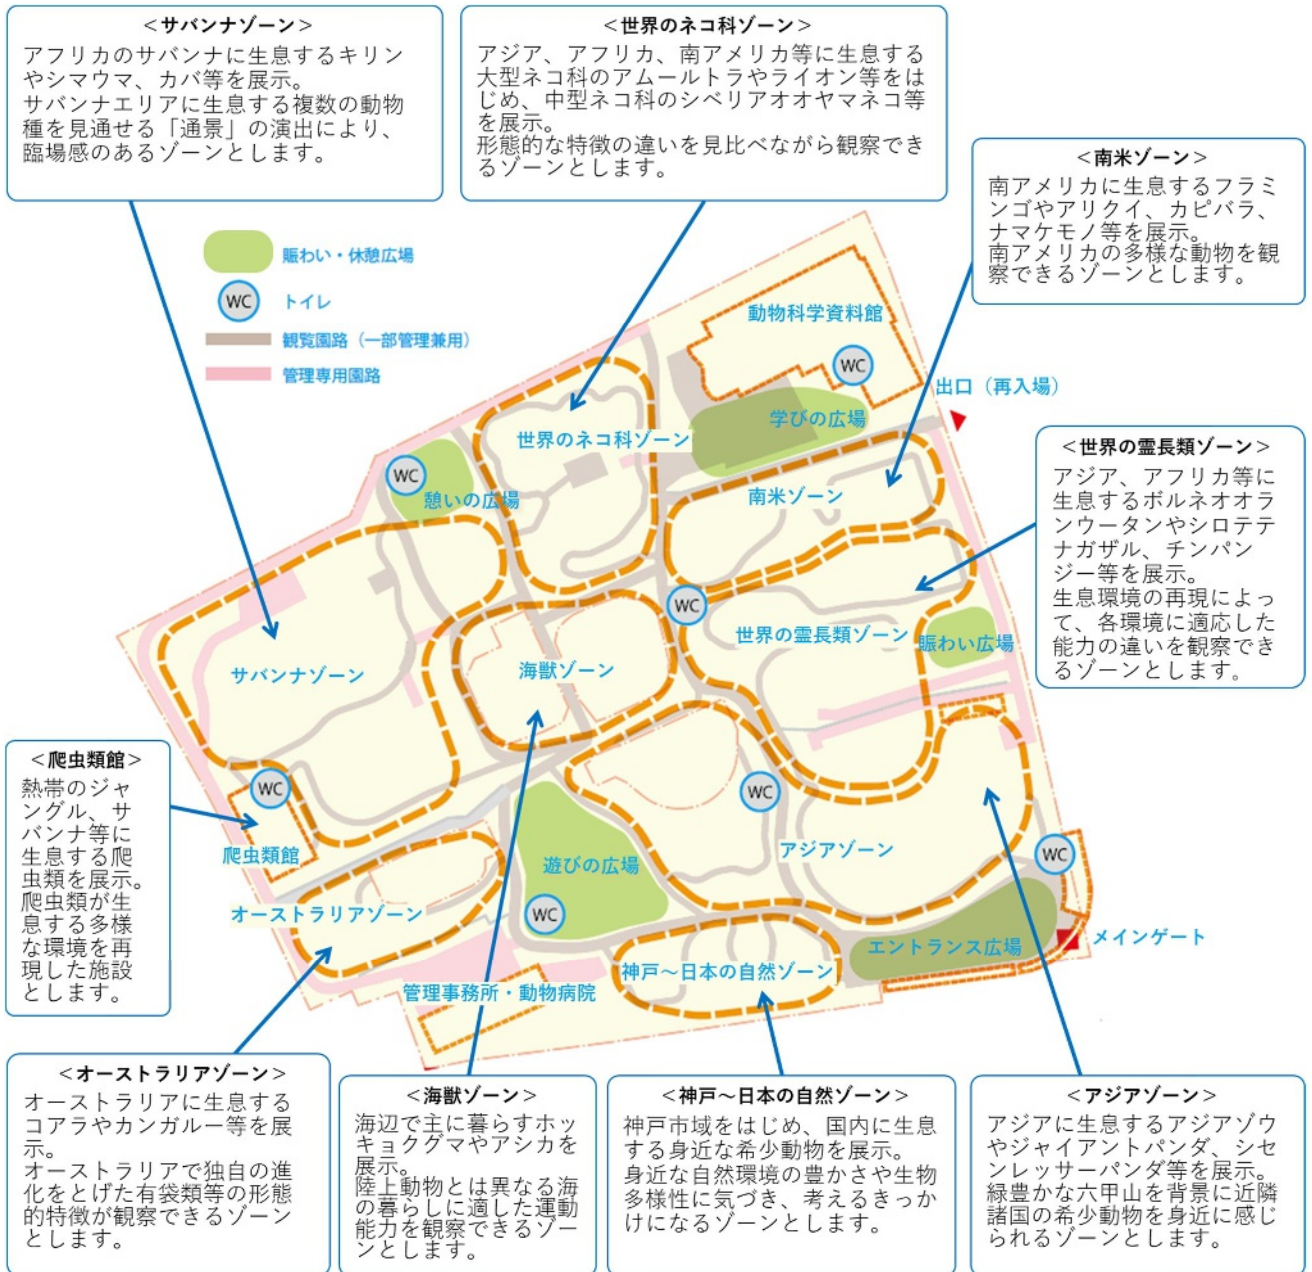 ＜サバンナゾーン＞
アフリカのサバンナに生息するキリン
やシマウマ、カバ等を展示。
サバンナエリアに生息する複数の動物
種を見通せる「通景」の演出により、
臨場感のあるゾーンとします。
＜世界のネコ科ゾーン＞
アジア、アフリカ、南アメリカ等に生息する
大型ネコ科のアムールトラやライオン等をは
じめ、中型ネコ科のシベリアオオヤマネコ等
を展示。
形態的な特徴の違いを見比べながら観察でき
るゾーンとします。
＜南米ゾーン＞
南アメリカに生息するフラミ
ンゴやアリクイ、カピバラ、
ナマケモノ等を展示。
南アメリカの多様な動物を観
察できるゾーンとします。
賑わい・休憩広場
WC トイレ
観覧園路（一部管理兼用）
管理専用園路
動物科学資料館
WC
出口（再入場）
学びの広場
世界のネコ科ゾーン
WC
憩いの広場
南米ゾーン
＜世界の霊長類ゾーン＞
アジア、アフリカ等に
生息するボルネオオラ
ンウータンやシロテテ
ナガザル、チンパン
ジー等を展示。
生息環境の再現によっ
て、各環境に適応した
能力の違いを観察でき
るゾーンとします。
WC
世界の霊長類ゾーン
賑わい広場
海獣ゾーン
サバンナゾーン
＜爬虫類館＞
熱帯のジャ
ングル、サ
バンナ等に
生息する爬
虫類を展示。
爬虫類が生
息する多様
な環境を再
現した施設
とします。
WC
爬虫類館
WC
アジアゾーン
WC
遊びの広場
WC
オーストラリアゾーン
エントランス広場
メインゲート
神戸～日本の自然ゾーン
管理事務所・動物病院
＜オーストラリアゾーン＞
オーストラリアに生息する
コアラやカンガルー等を展
示。
オーストラリアで独自の進
化をとげた有袋類等の形態
的特徴が観察できるゾーン
とします。
＜海獣ゾーン＞
海辺で主に暮らすホッ
キョクグマやアシカを
展示。
陸上動物とは異なる海
の暮らしに適した運動
能力を観察できるゾー
ンとします。
＜神戸～日本の自然ゾーン＞
神戸市域をはじめ、国内に生息
する身近な希少動物を展示。
身近な自然環境の豊かさや生物
多様性に気づき、考えるきっか
けになるゾーンとします。
＜アジアゾーン＞
アジアに生息するアジアゾウ
やジャイアントパンダ、シセ
ンレッサーパンダ等を展示。
緑豊かな六甲山を背景に近隣
諸国の希少動物を身近に感じ
られるゾーンとします。